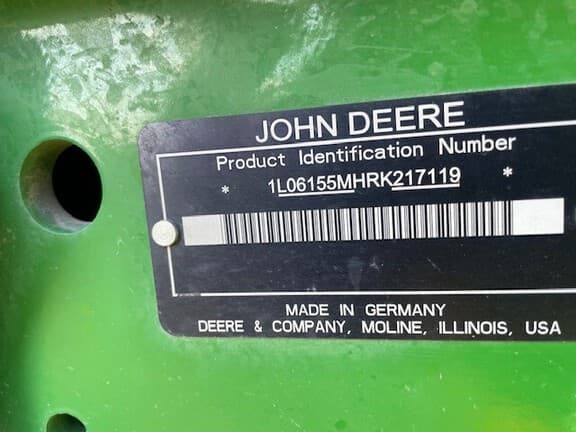 JOHN DEERE
Product Identification Number
* 1L06155MHRK217119 *
MADE IN GERMANY
DEERE & COMPANY, MOLINE, ILLINOIS, USA